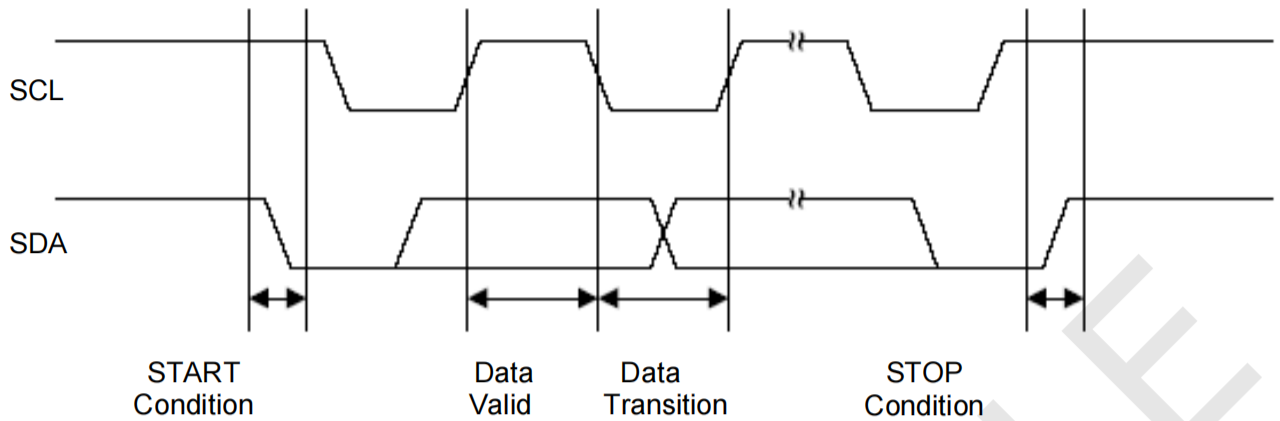 SCL
SDA
START
Condition
Data
Valid
Data
Transition
STOP
Condition